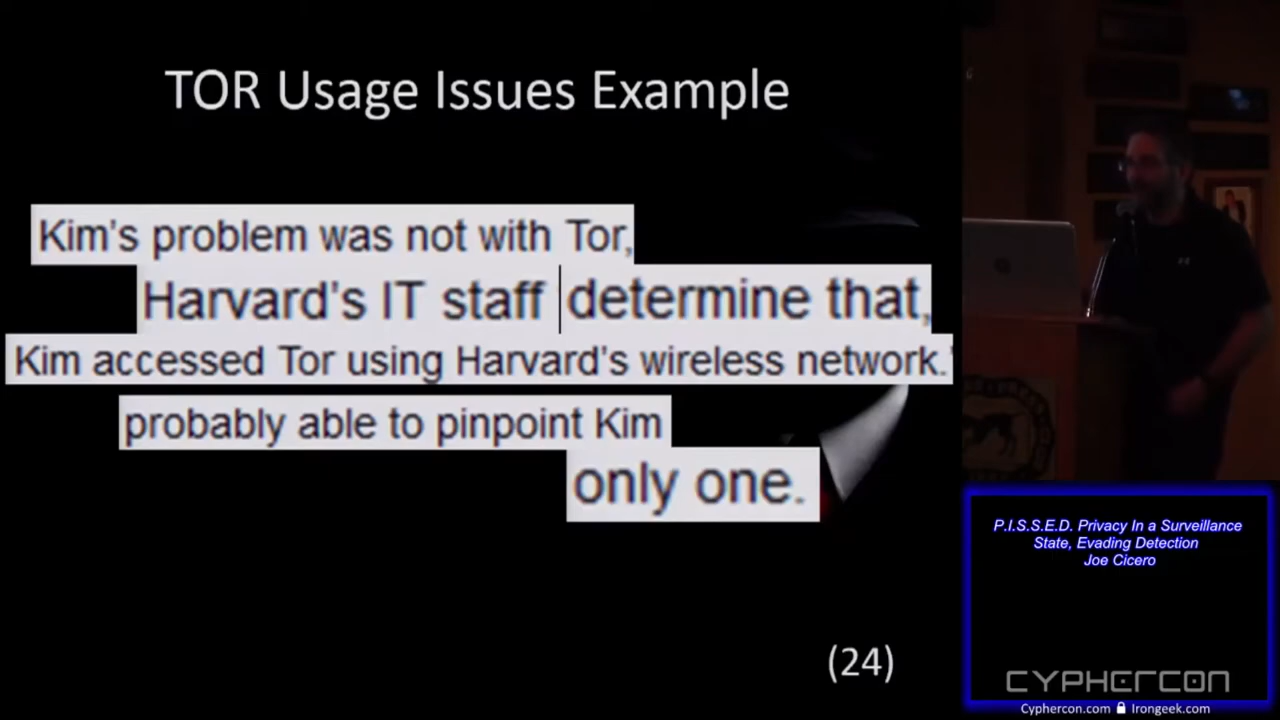 TOR Usage Issues Example
Kim's problem was not with Tor,
Harvard's IT staff determine that,
Kim accessed Tor using Harvard's wireless network.'
probably able to pinpoint Kim
only one.
(24)
P.I.S.S.E.D. Privacy In a Surveillance
State, Evading Detection
Joe Cicero
CYPHERCON
Cyphercon.com Irongeek.com